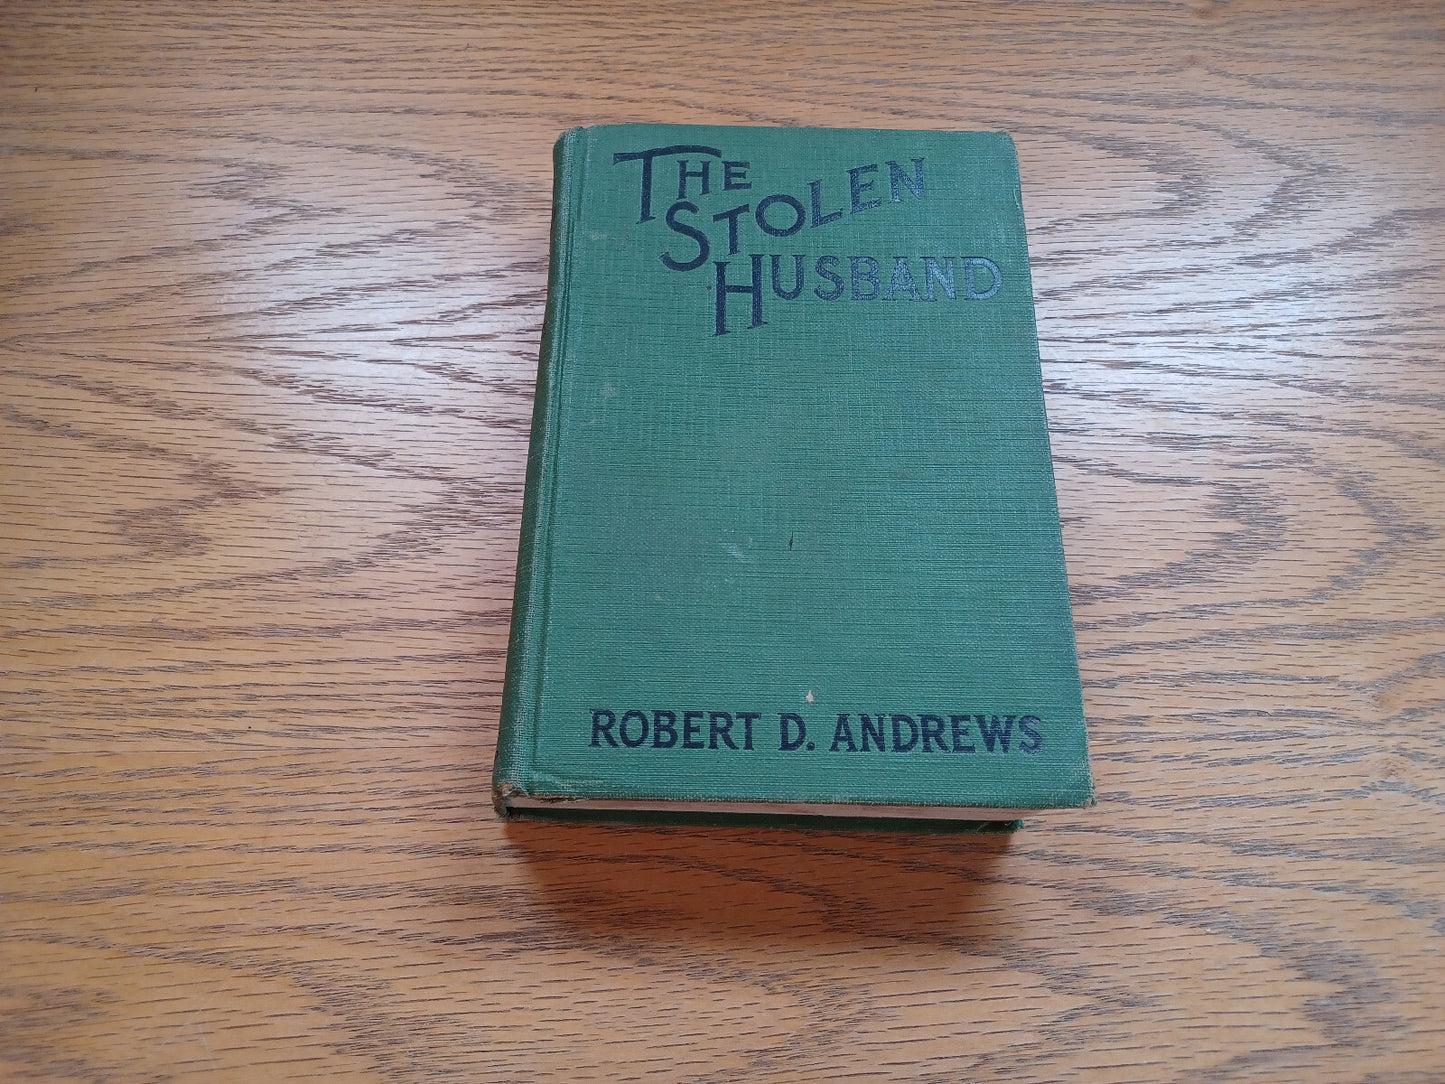 THE
STOLEN
HUSBAND
ROBERT D. ANDREWS